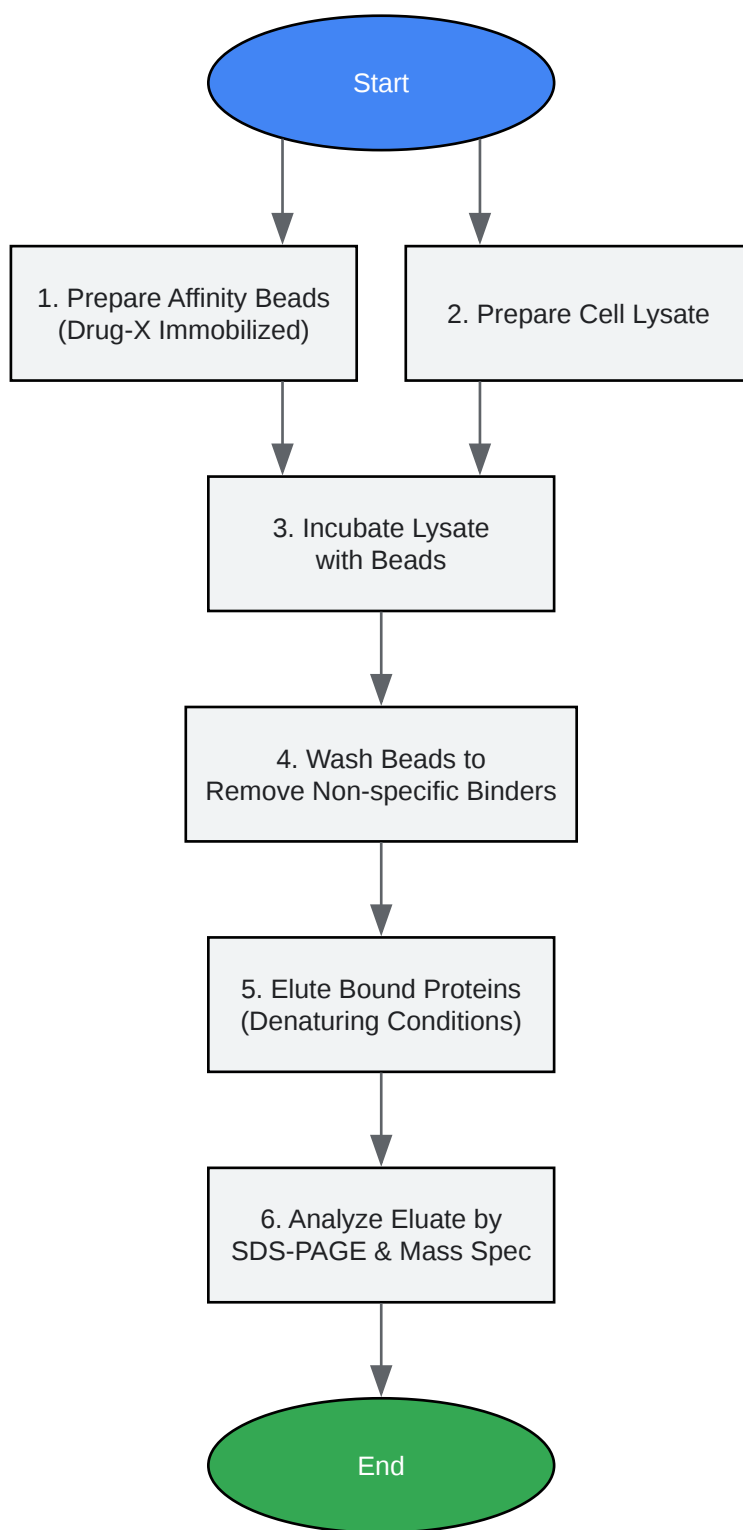 Start
1. Prepare Affinity Beads
(Drug-X Immobilized)
2. Prepare Cell Lysate
3. Incubate Lysate
with Beads
4. Wash Beads to
Remove Non-specific Binders
5. Elute Bound Proteins
(Denaturing Conditions)
6. Analyze Eluate by
SDS-PAGE & Mass Spec
End